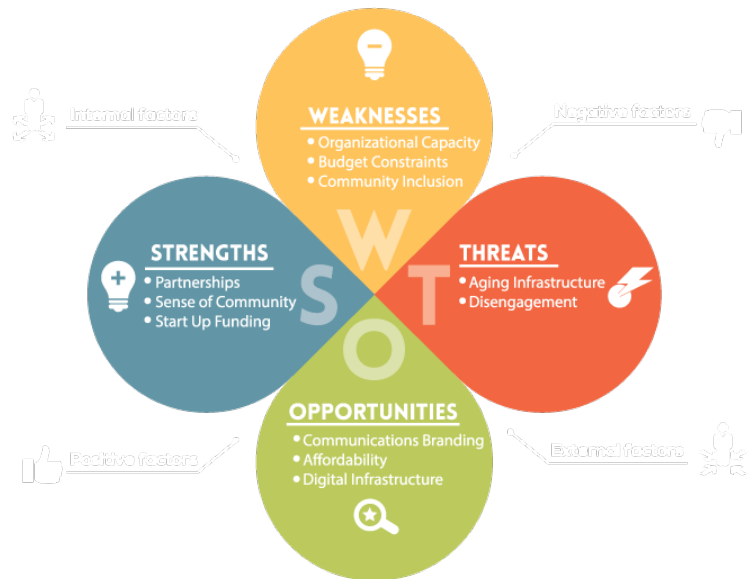 Internal factors
Negative factors
WEAKNESSES
• Organizational Capacity
• Budget Constraints
• Community Inclusion
STRENGTHS
• Partnerships
• Sense of Community
• Start Up Funding
THREATS
• Aging Infrastructure
• Disengagement
W
S
T
O
OPPORTUNITIES
• Communications Branding
• Affordability
• Digital Infrastructure
Positive factors
External factors